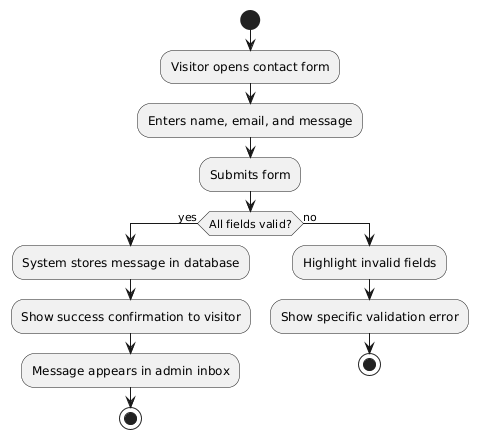 Visitor opens contact form
Enters name, email, and message
Submits form
All fields valid?
yes
no
System stores message in database
Show success confirmation to visitor
Message appears in admin inbox
Highlight invalid fields
Show specific validation error